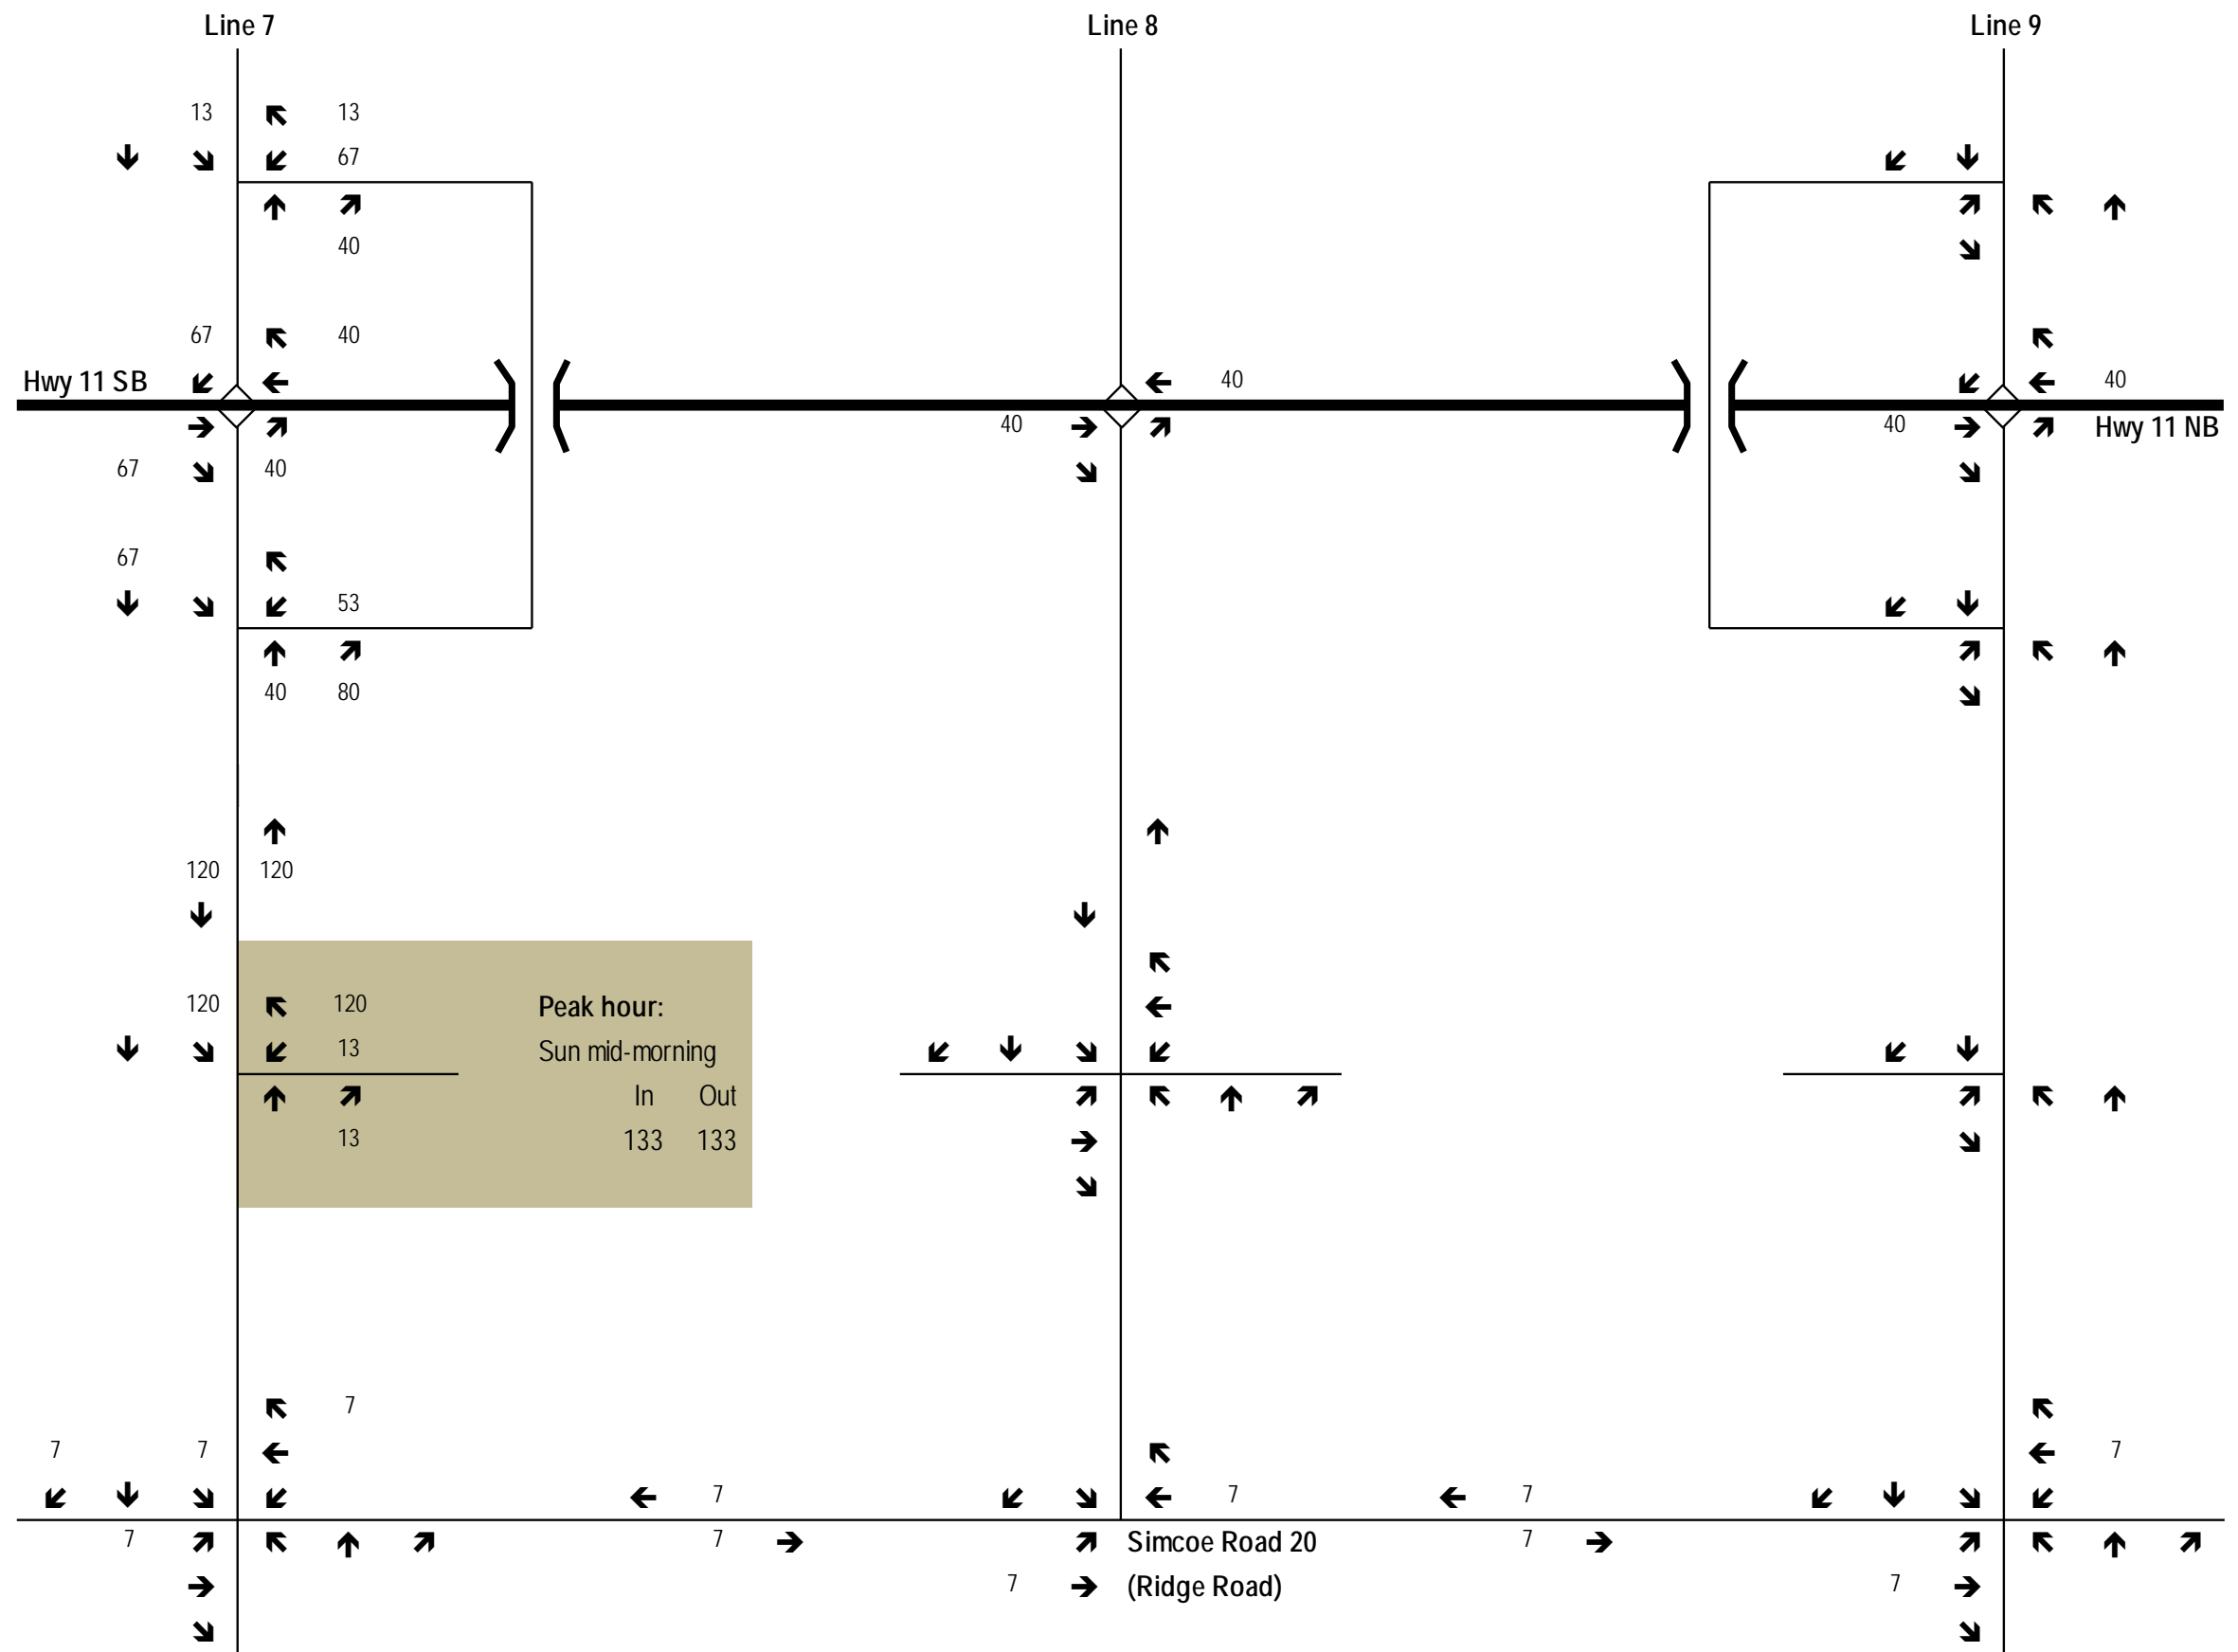 Line 7 Line 8 Line 9
13 13
67
40
67 40
Hwy 11 SB 40 40
40 40 Hwy 11 NB
67 40
67
53
40 80
120 120
120 120 Peak hour:
13 Sun mid-morning
In Out
13 133 133
7
7 7 7
7 7 7
7 7 Simcoe Road 20 7
7 (Ridge Road) 7